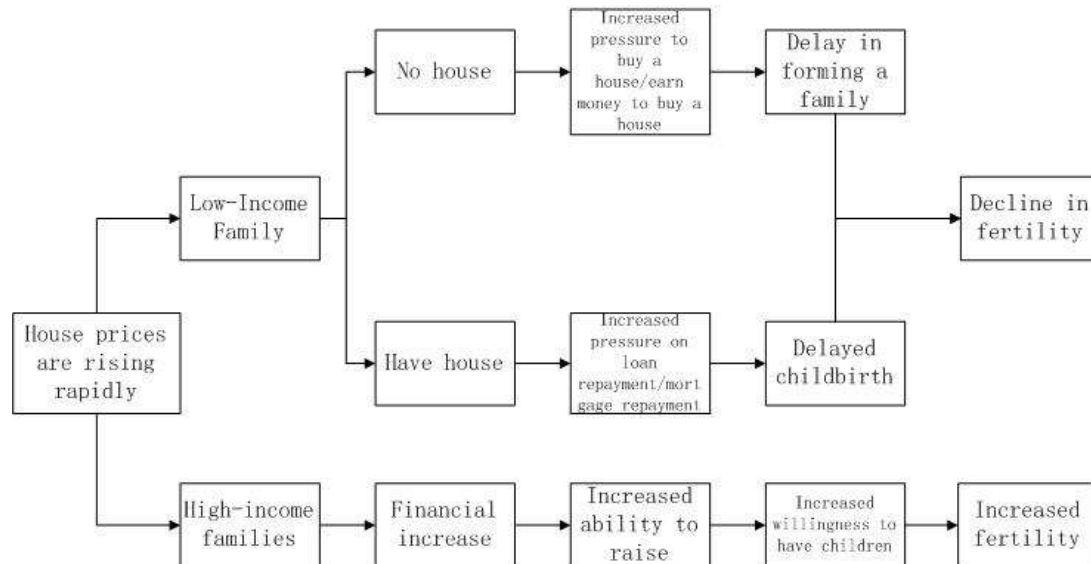 House prices
are rising
rapidly
Low-Income
Family
No house
Increased
pressure to
buy a
house/earn
money to buy a
house
Delay in
forming a
family
Have house
Increased
pressure on
loan
repayment/mort
gage repayment
Delayed
childbirth
Decline in
fertility
High-income
families
Financial
increase
Increased
ability to
raise
Increased
willingness to
have children
Increased
fertility